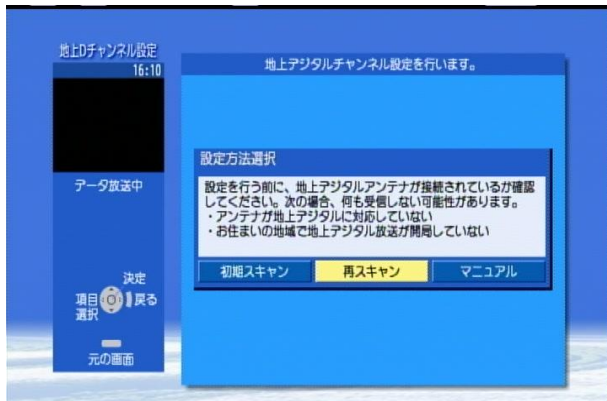 地上Dチャンネル設定
16:10
地上デジタルチャンネル設定を行います。
データ放送中
設定方法選択
設定を行う前に、地上デジタルアンテナが接続されているか確認
してください。次の場合、何も受信しない可能性があります。
・アンテナが地上デジタルに対応していない
・お住まいの地域で地上デジタル放送が開局していない
初期スキャン 再スキャン マニュアル
決定
項目 戻る
選択
元の画面